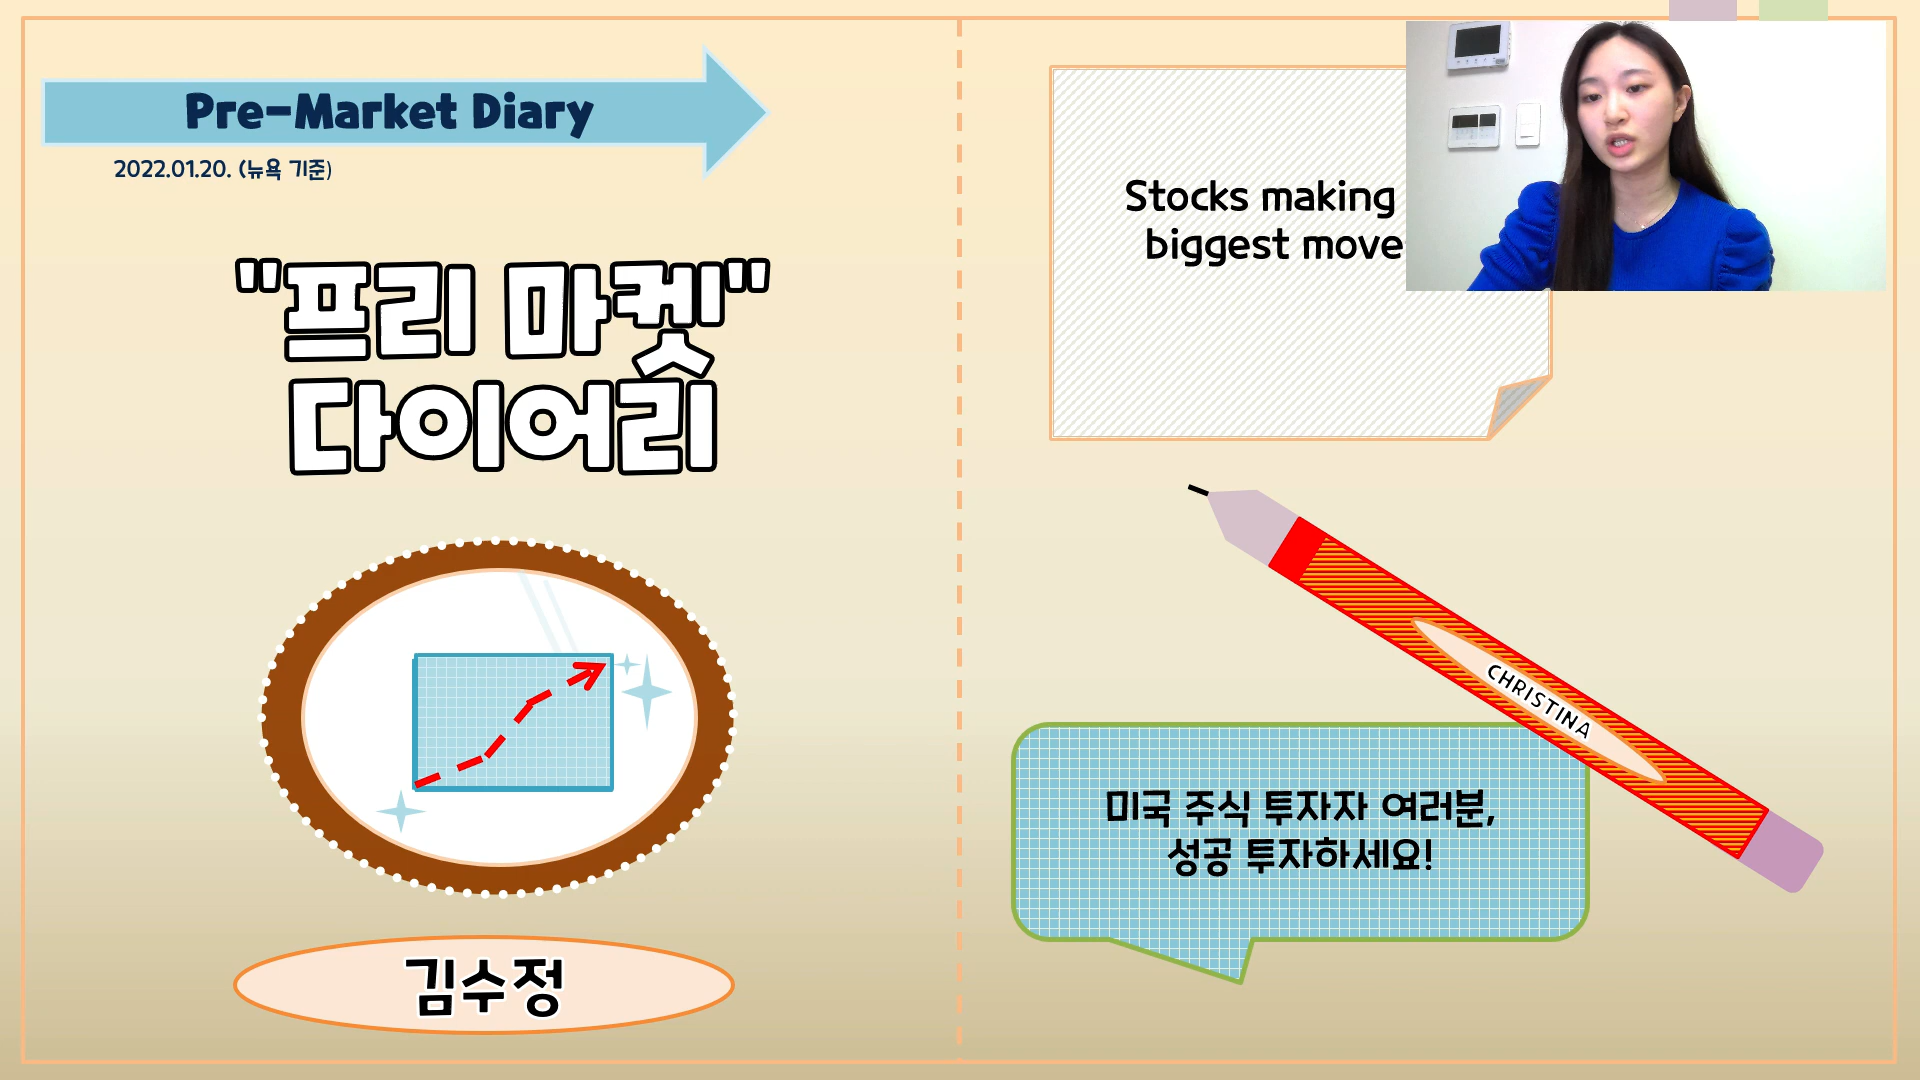 Pre-Market Diary
2022.01.20. (뉴욕 기준)
"프리 마켓"
다이어리
김수정
Stocks making
biggest move
CHRISTINA
미국 주식 투자자 여러분,
성공 투자하세요!